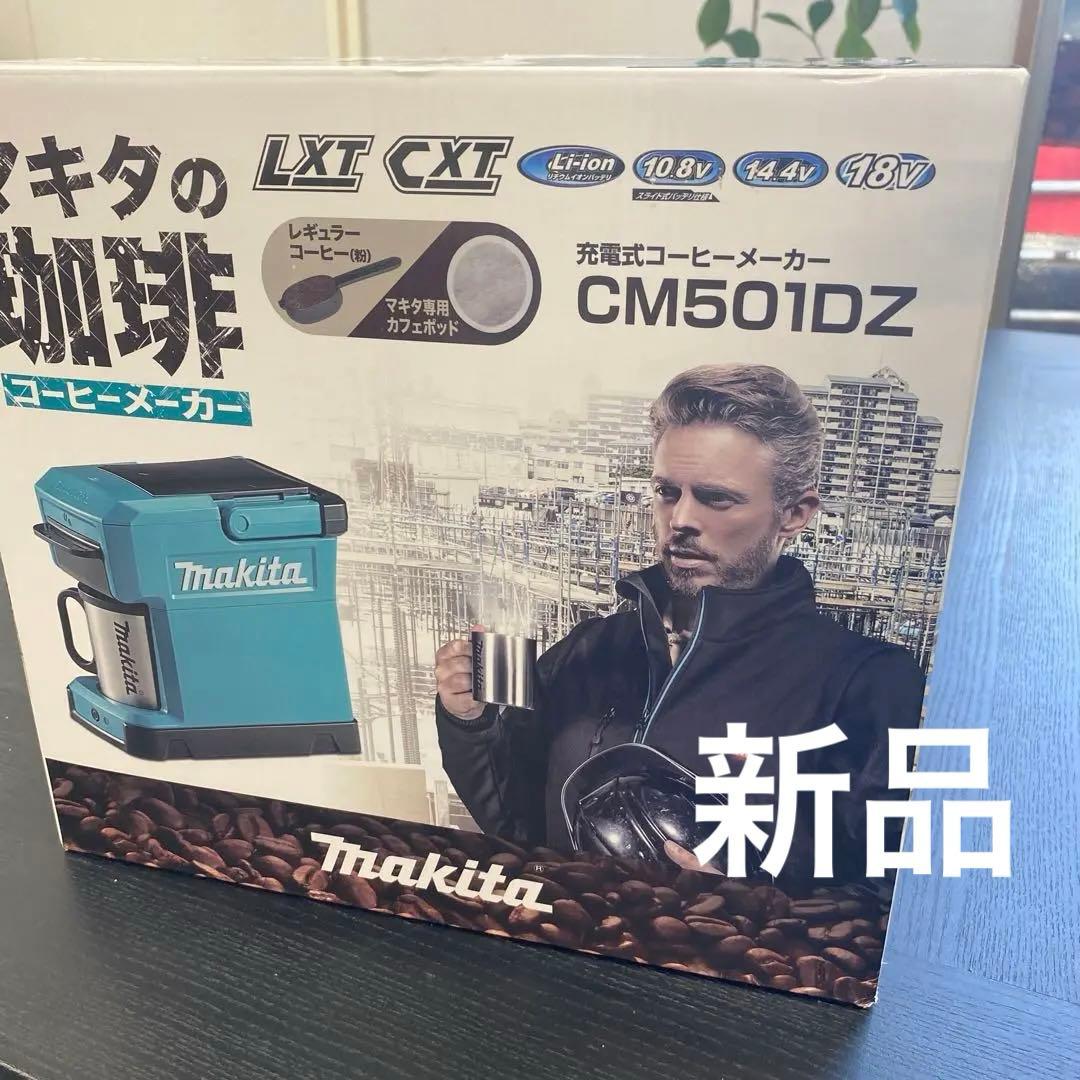 マキタの
珈琲
コーヒーメーカー
LXT CXT
Li-ion
リチウムイオンバッテリ
10.8V
スライド式バッテリ仕様
14.4V
18V
レギュラー
コーヒー(粉)
マキタ専用
カフェポッド
充電式コーヒーメーカー
CM501DZ
makita
makita
makita
新品
makita®